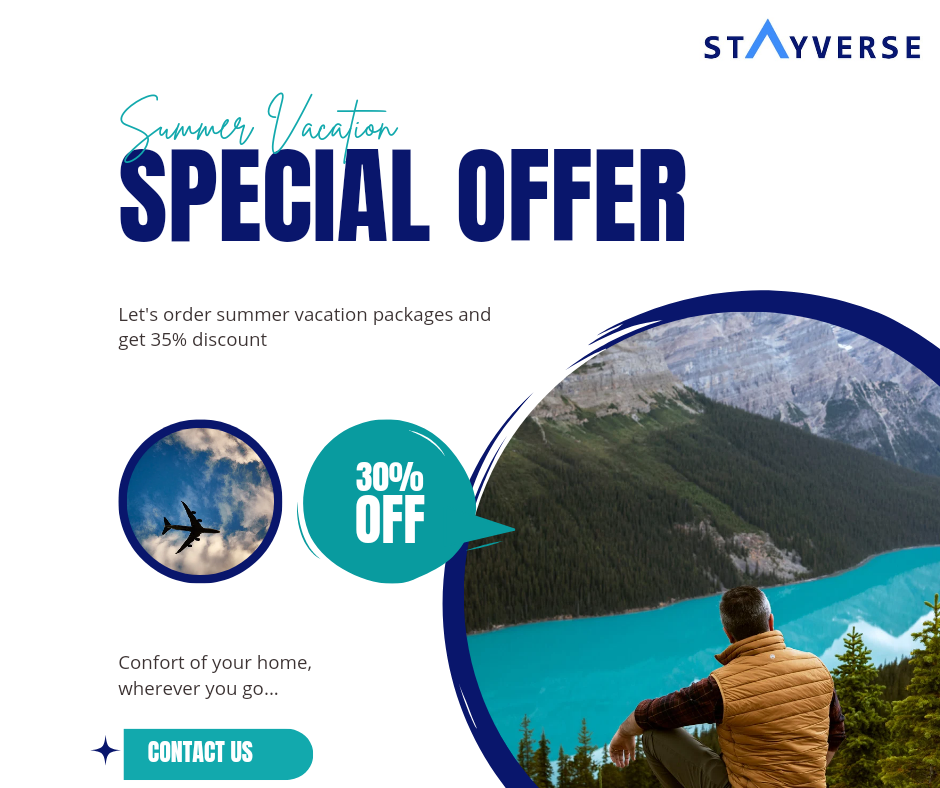 STAYVERSE
Summer Vacation
SPECIAL OFFER
Let's order summer vacation packages and
get 35% discount
30%
OFF
Confort of your home,
wherever you go...
CONTACT US